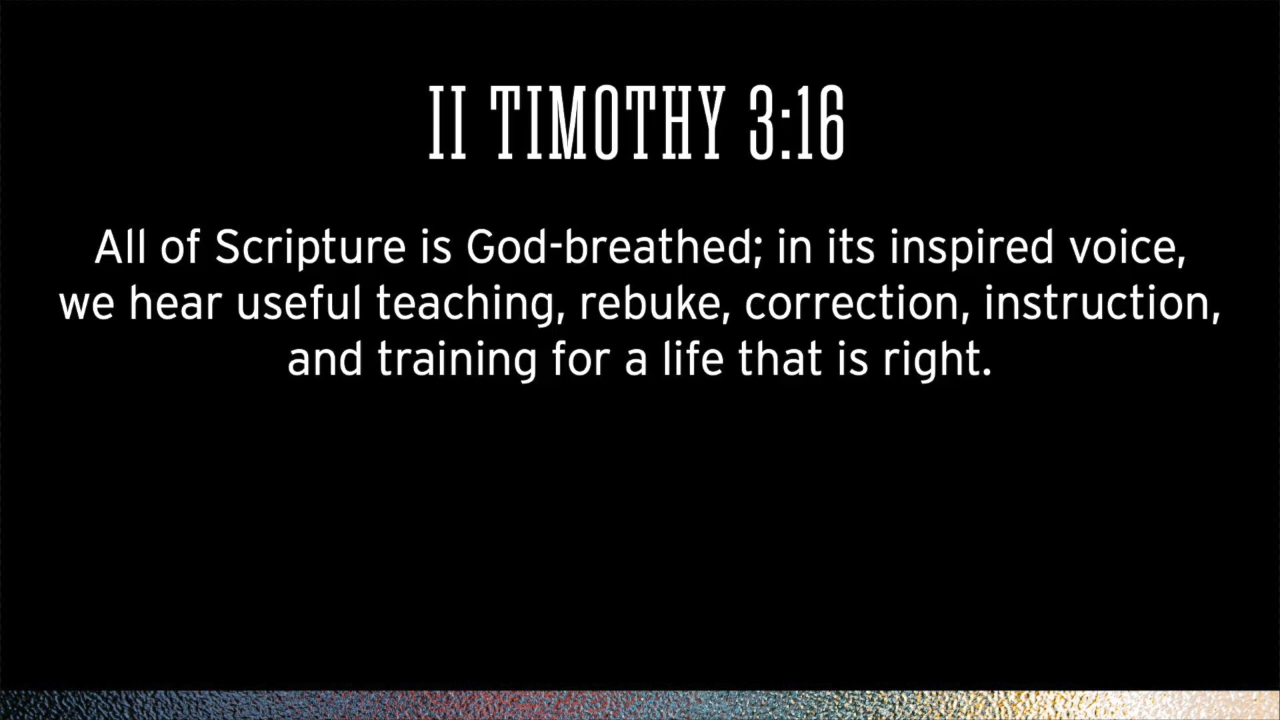 II TIMOTHY 3:16
All of Scripture is God-breathed; in its inspired voice,
we hear useful teaching, rebuke, correction, instruction,
and training for a life that is right.